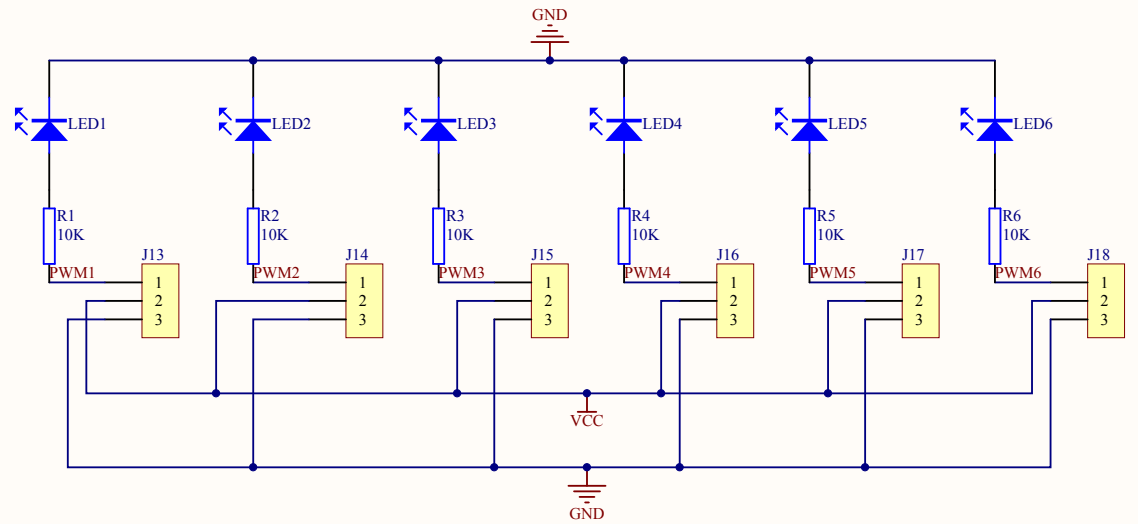 GND
LED1 LED2 LED3 LED4 LED5 LED6
R1 R2 R3 R4 R5 R6
10K 10K 10K 10K 10K 10K
J13 J14 J15 J16 J17 J18
PWM1 1 PWM2 1 PWM3 1 PWM4 1 PWM5 1 PWM6 1
2 2 2 2 2 2
3 3 3 3 3 3
VCC
GND